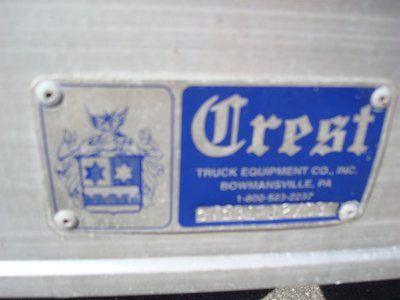 Crest
TRUCK EQUIPMENT CO., INC.
BOWMANSVILLE, PA
1-800-523-2237